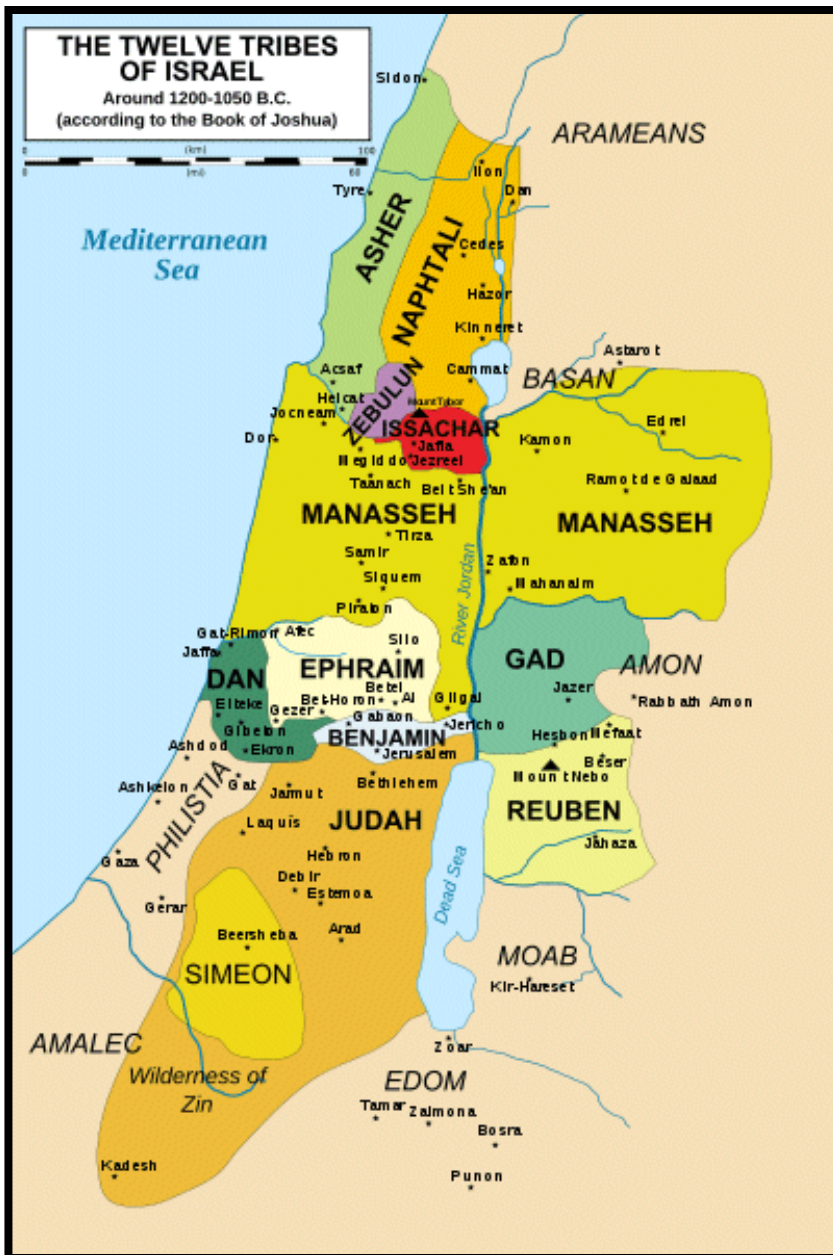 THE TWELVE TRIBES
OF ISRAEL
Around 1200-1050 B.C.
(according to the Book of Joshua)
0 (km) 100
0 (mi) 60
Sidon
ARAMEANS
Ilon
Tyre
Dan
ASHER
NAPHTALI
Mediterranean
Sea
Cedes
Hazor
Kinneret
Astarot
Acsaf
Cammat
BASAN
Helcat
ZEBULUN
Mount Tabor
Jocneam
ISSACHAR
Edrei
Dor
Jafia
Kamon
Megiddo
Jezreel
Taanach
Beit She'an
Ramot de Galaad
MANASSEH
MANASSEH
Tirza
River Jordan
Samir
Zafon
Siquem
Mahanaim
Piraton
Gat-Rimon
Afec
Jaffa
Silo
GAD
DAN
EPHRAIM
AMON
Betel
Jazer
Rabbath Amon
Elteke
Bet-Horon
Ai
Gilgal
Gezer
Gabaon
Jericho
Gibeton
BENJAMIN
Hesbon
Mefaat
Ekron
Jerusalem
Beser
Ashdod
Mount Nebo
Bethlehem
Gat
Ashkelon
Jarmut
PHILISTIA
JUDAH
REUBEN
Laquis
Jahaza
Hebron
Gaza
Debir
Estemoa
Dead Sea
Gerar
Arad
Beersheba
MOAB
SIMEON
Kir-Hareset
AMALEC
Zoar
Wilderness of
Zin
EDOM
Tamar
Zalmona
Bosra
Kadesh
Punon